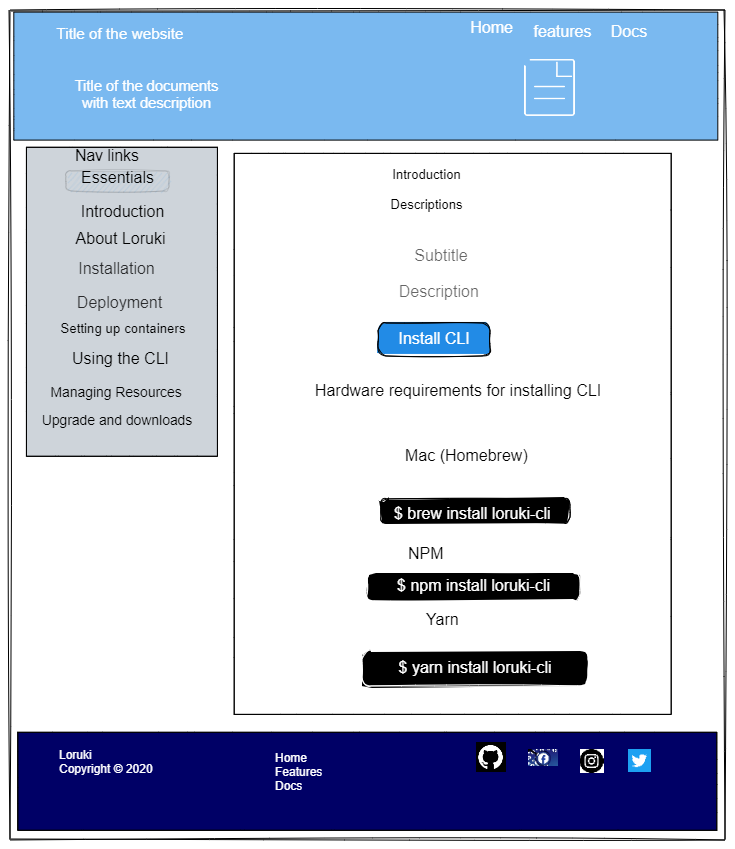 Title of the website
Home features Docs
Title of the documents
with text description
Nav links
Essentials
Introduction
About Loruki
Installation
Deployment
Setting up containers
Using the CLI
Managing Resources
Upgrade and downloads
Introduction
Descriptions
Subtitle
Description
Install CLI
Hardware requirements for installing CLI
Mac (Homebrew)
$ brew install loruki-cli
NPM
$ npm install loruki-cli
Yarn
$ yarn install loruki-cli
Loruki
Copyright © 2020
Home
Features
Docs